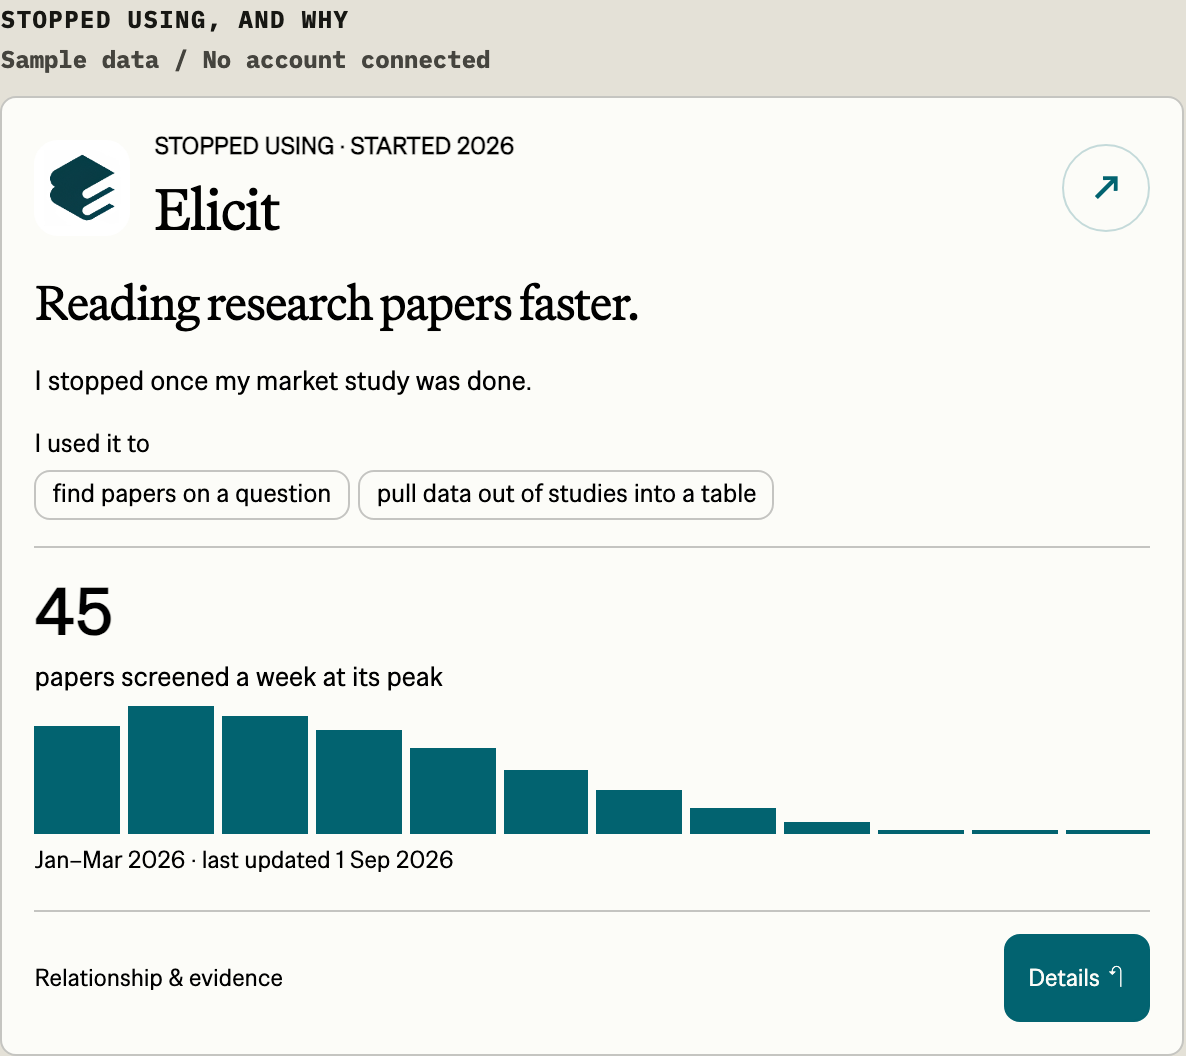 STOPPED USING, AND WHY
Sample data / No account connected
STOPPED USING · STARTED 2026
Elicit
Reading research papers faster.
I stopped once my market study was done.
I used it to
find papers on a question
pull data out of studies into a table
45
papers screened a week at its peak
Jan–Mar 2026 · last updated 1 Sep 2026
Relationship & evidence
Details